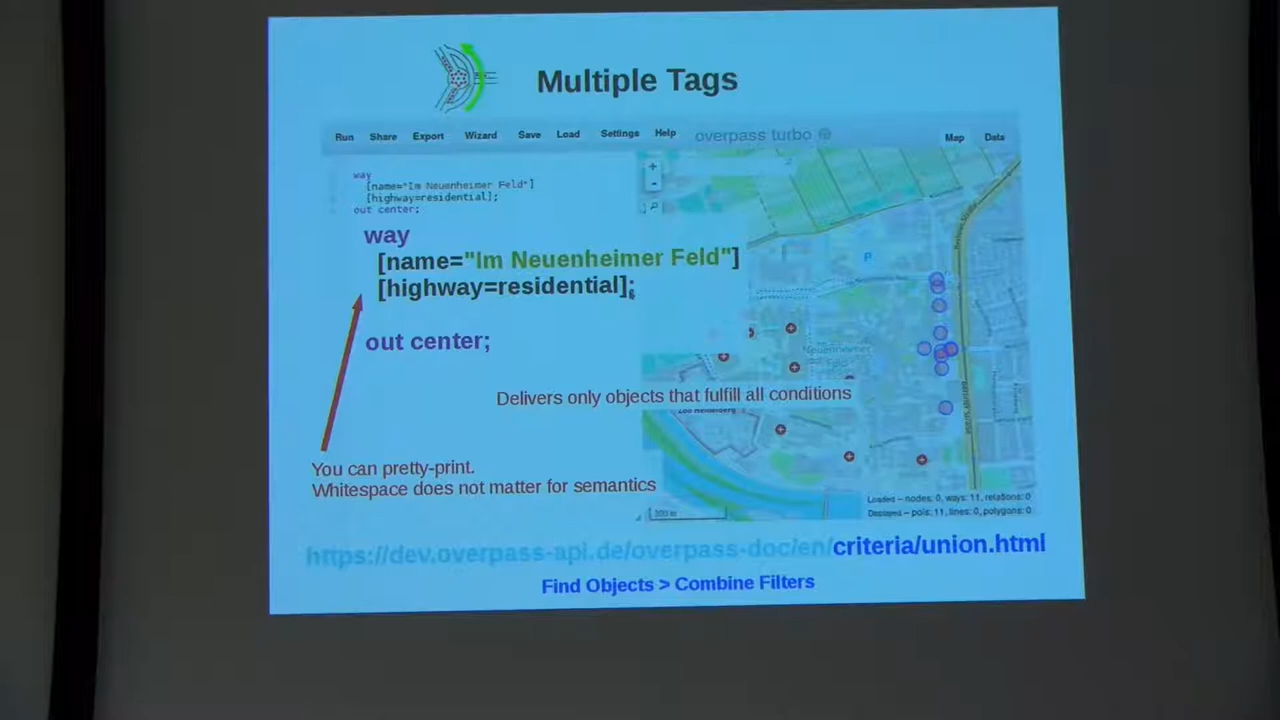 Multiple Tags
Run Share Export Wizard Save Load Settings Help overpass turbo Map Data
way
[name="Im Neuenheimer Feld"]
[highway=residential];
out center;
+
-
way
[name="Im Neuenheimer Feld"]
[highway=residential];
out center;
P
Neuenheimer
Delivers only objects that fulfill all conditions
Zoo Heidelberg
You can pretty-print.
Whitespace does not matter for semantics
Loaded – nodes: 0, ways: 11, relations: 0
Displayed – pois: 11, lines: 0, polygons: 0
https://dev.overpass-api.de/overpass-doc/en/criteria/union.html
Find Objects > Combine Filters